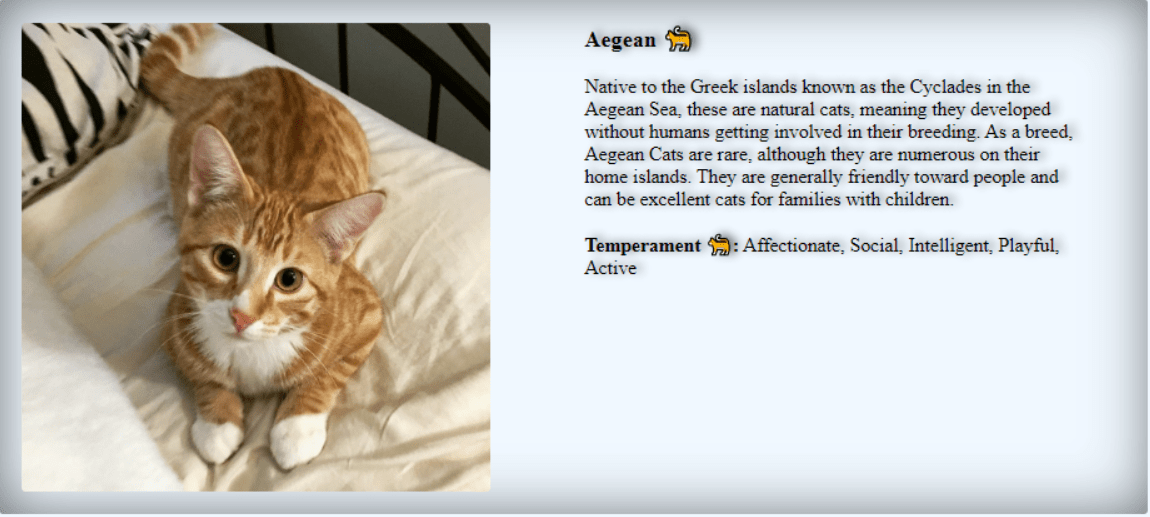 Aegean 🐈
Native to the Greek islands known as the Cyclades in the
Aegean Sea, these are natural cats, meaning they developed
without humans getting involved in their breeding. As a breed,
Aegean Cats are rare, although they are numerous on their
home islands. They are generally friendly toward people and
can be excellent cats for families with children.
Temperament 🐈: Affectionate, Social, Intelligent, Playful,
Active